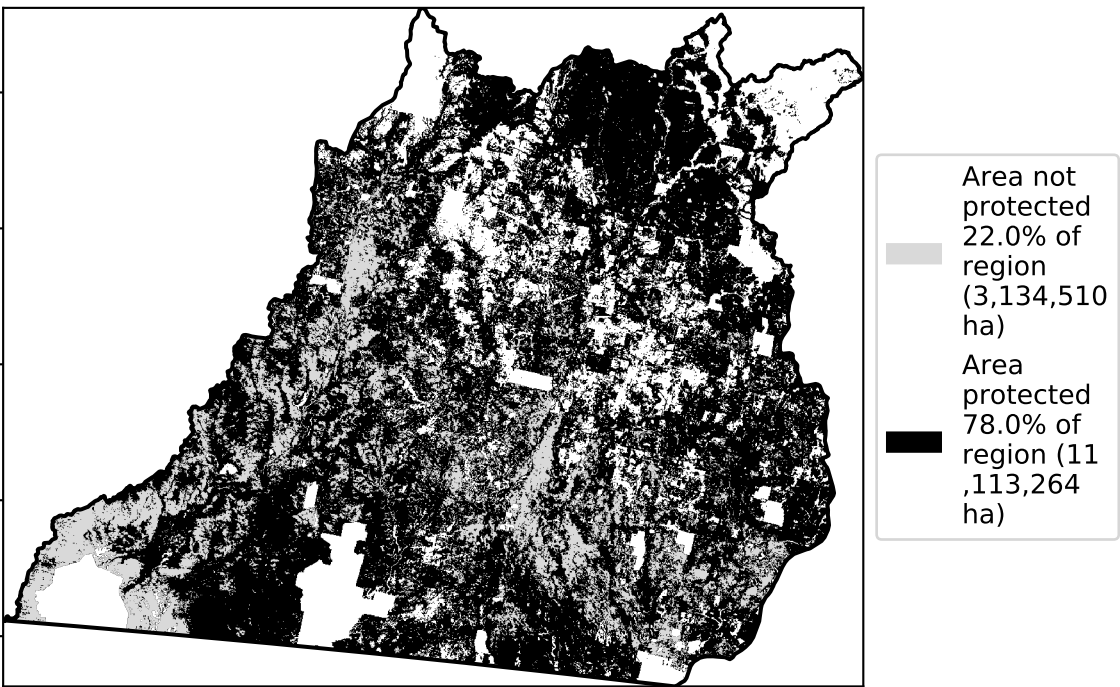 Area not
protected
22.0% of
region
(3,134,510
ha)
Area
protected
78.0% of
region (11
,113,264
ha)